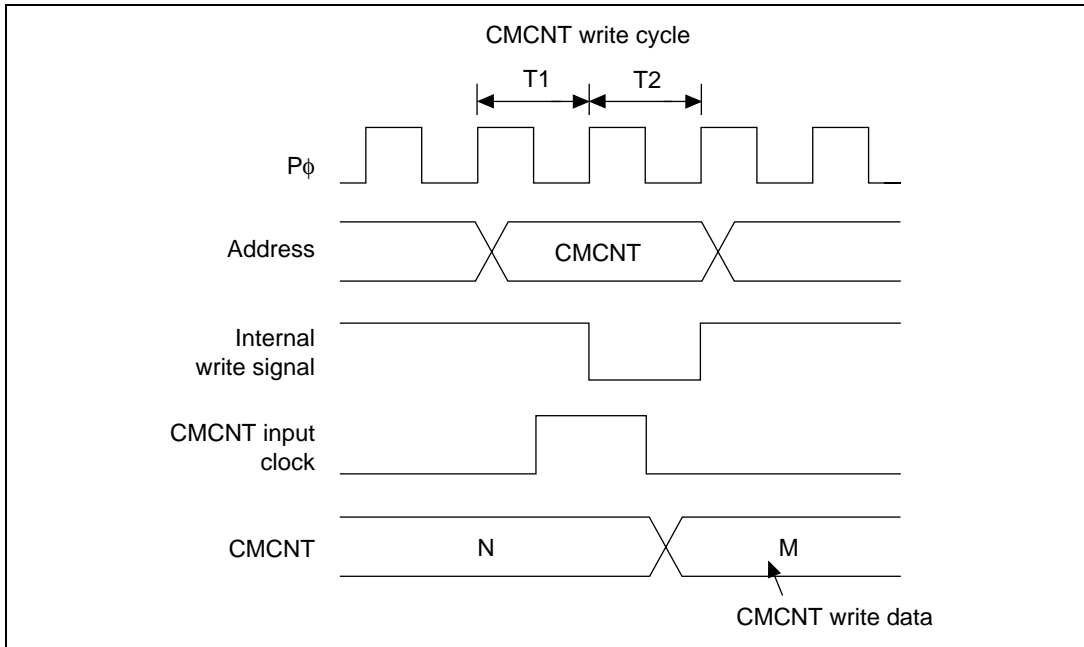 CMCNT write cycle
T1 T2
Pϕ
Address
CMCNT
Internal
write signal
CMCNT input
clock
CMCNT
N
M
CMCNT write data